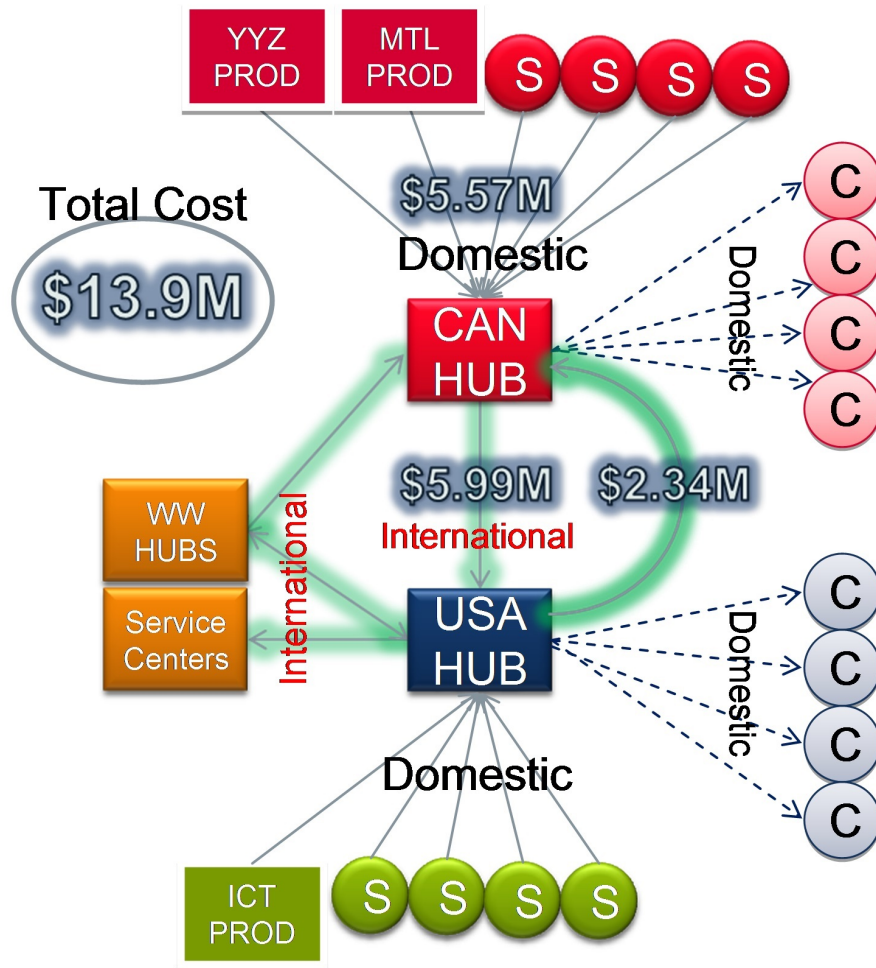 YYZ
PROD
MTL
PROD
S
S
S
S
$5.57M
Domestic
Total Cost
$13.9M
CAN
HUB
Domestic
C
C
C
C
$5.99M
$2.34M
International
WW
HUBS
Service
Centers
International
USA
HUB
Domestic
C
C
C
C
Domestic
ICT
PROD
S
S
S
S